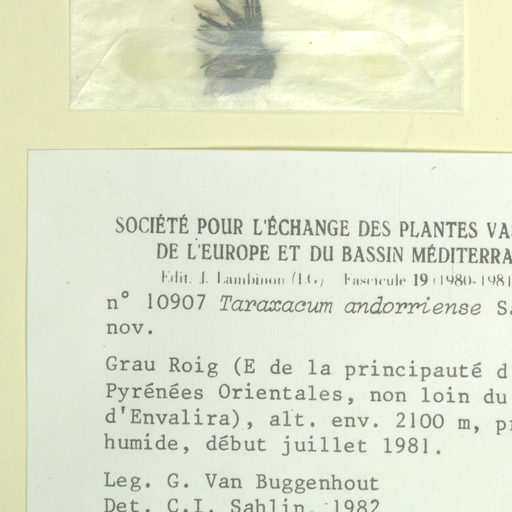 SOCIÉTÉ POUR L'ÉCHANGE DES PLANTES VA
DE L'EUROPE ET DU BASSIN MÉDITERRA
Edit. J. Lambinon (LG) Fascicule 19 (1980-1981
n° 10907 Taraxacum andorriense S
nov.
Grau Roig (E de la principauté d
Pyrénées Orientales, non loin du
d'Envalira), alt. env. 2100 m, p
humide, début juillet 1981.
Leg. G. Van Buggenhout
Det. C.I. Sahlin, 1982